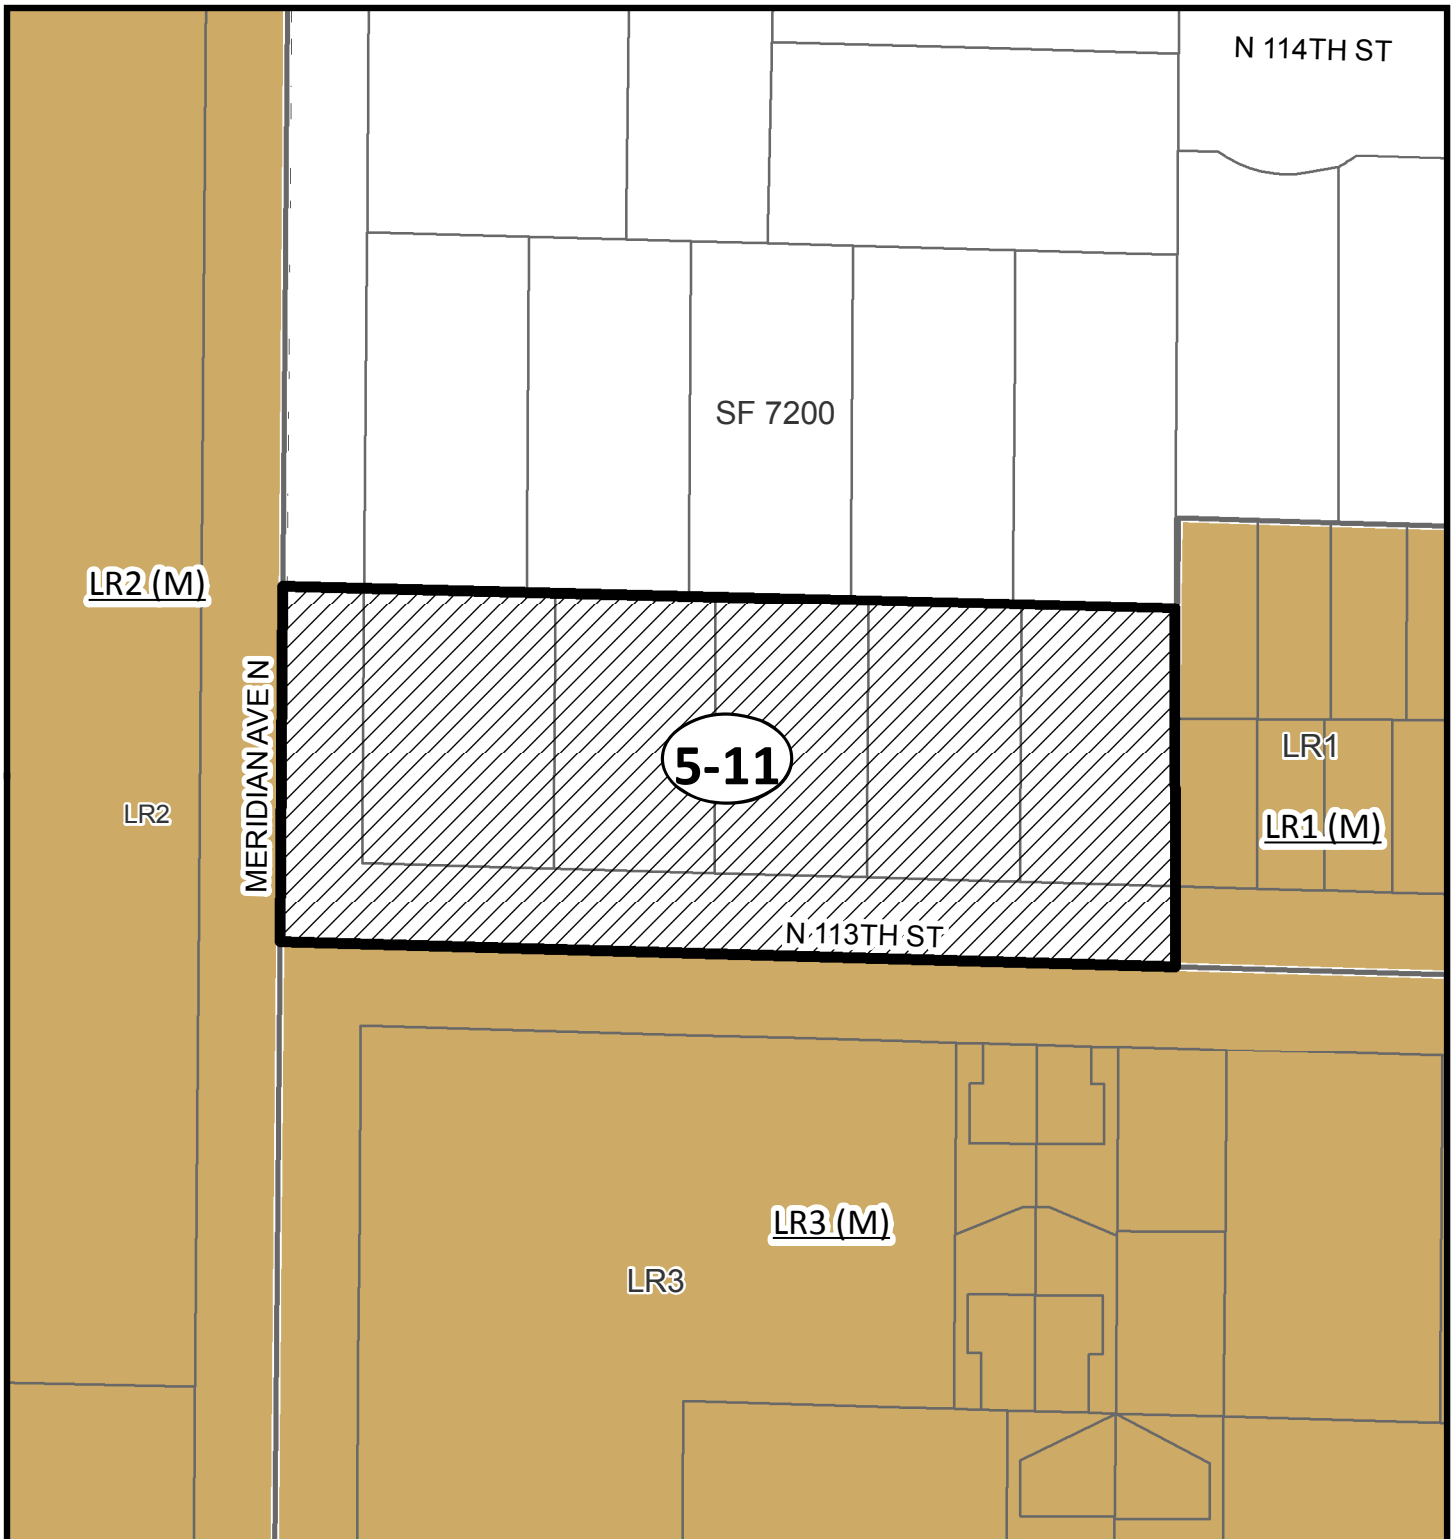 N 114TH ST
SF 7200
LR2 (M)
MERIDIAN AVE N
LR2
5-11
LR1
LR1 (M)
N 113TH ST
LR3 (M)
LR3